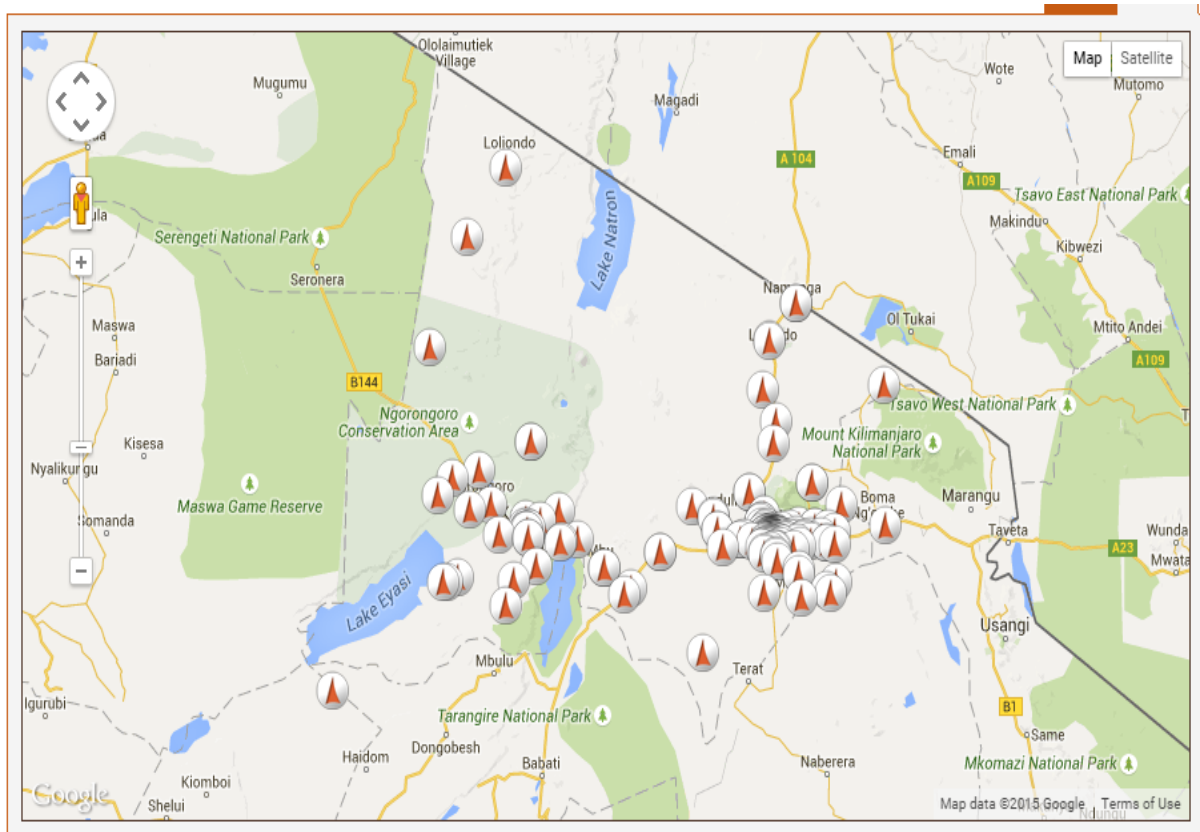 Ololaimutiek
Village
Map
Satellite
Mugumu
Wote
Mutomo
Magadi
Loliondo
A 104
Emali
A109
Tsavo East National Park
Makindu
Kibwezi
Serengeti National Park
Seronera
Lake Natron
Ol Tukai
Mtito Andei
A109
Maswa
Bariadi
B144
Tsavo West National Park
Ngorongoro
Conservation Area
Mount Kilimanjaro
National Park
Kisesa
Nyalikungu
Maswa Game Reserve
Boma
Marangu
Somanda
Taveta
A23
Wunda
Mwata
Lake Eyasi
Usangi
Mbulu
Terat
Igurubi
B1
Tarangire National Park
Same
Dongobesh
Haidom
Babati
Naberera
Mkomazi National Park
Kiomboi
Google
Shelui
Map data ©2015 Google
Terms of Use